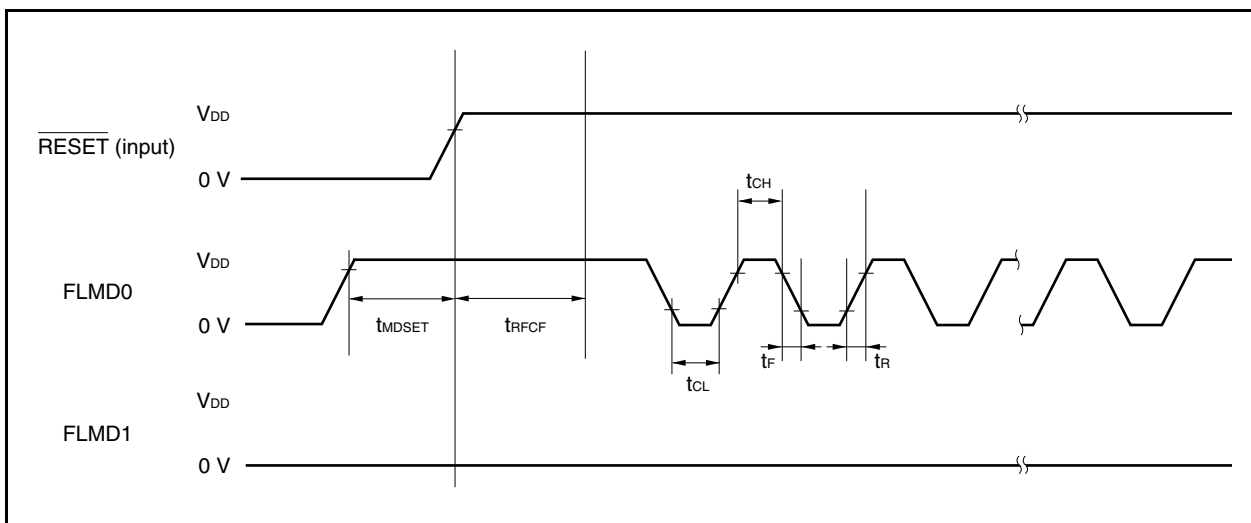 VDD
RESET (input)
0 V
tCH
VDD
FLMD0
tMDSET
tRFCF
0 V
tF
tR
tCL
VDD
FLMD1
0 V